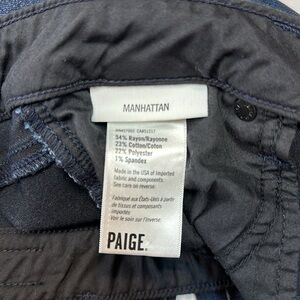 MANHATTAN
54% Rayon/Rayonne
23% Cotton/Coton
22% Polyester
1% Spandex
Made in the USA of imported
fabric and components.
See care on reverse.
Fabriqué aux États-Unis à partir
de tissus et composants
importés
Voir le soin sur l'inverse.
PAIGE.